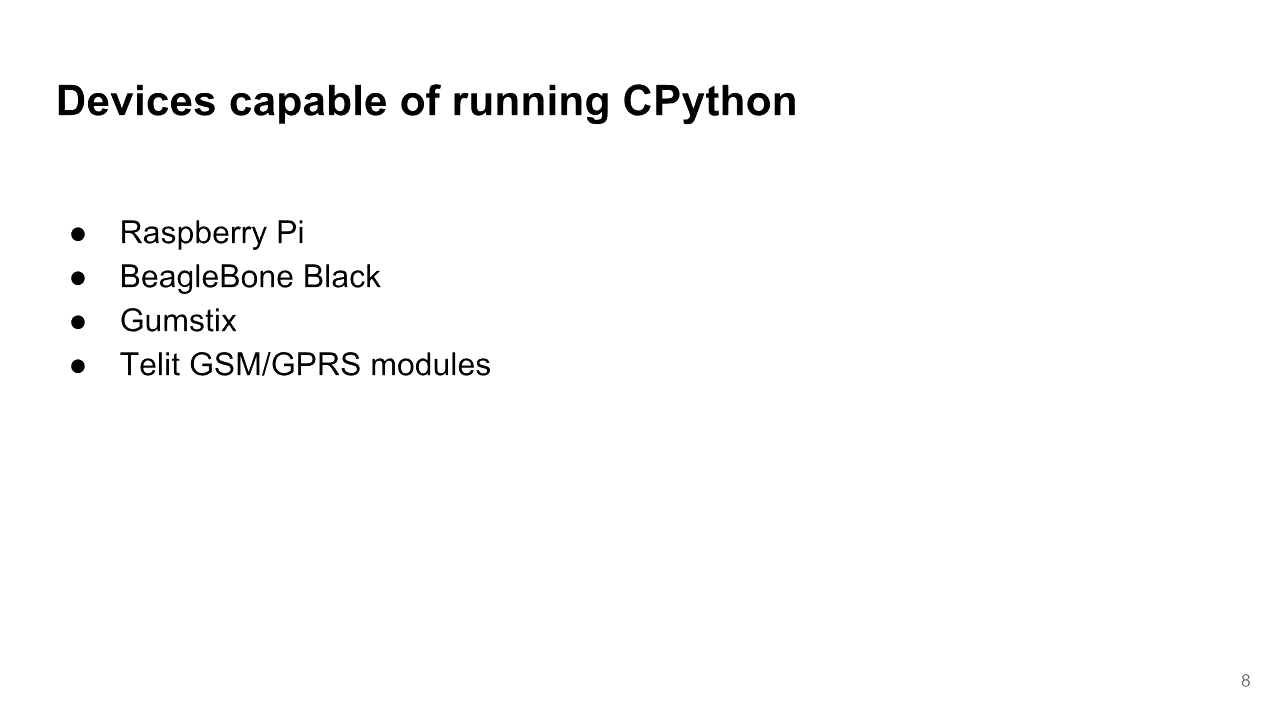 Devices capable of running CPython
● Raspberry Pi
● BeagleBone Black
● Gumstix
● Telit GSM/GPRS modules
8